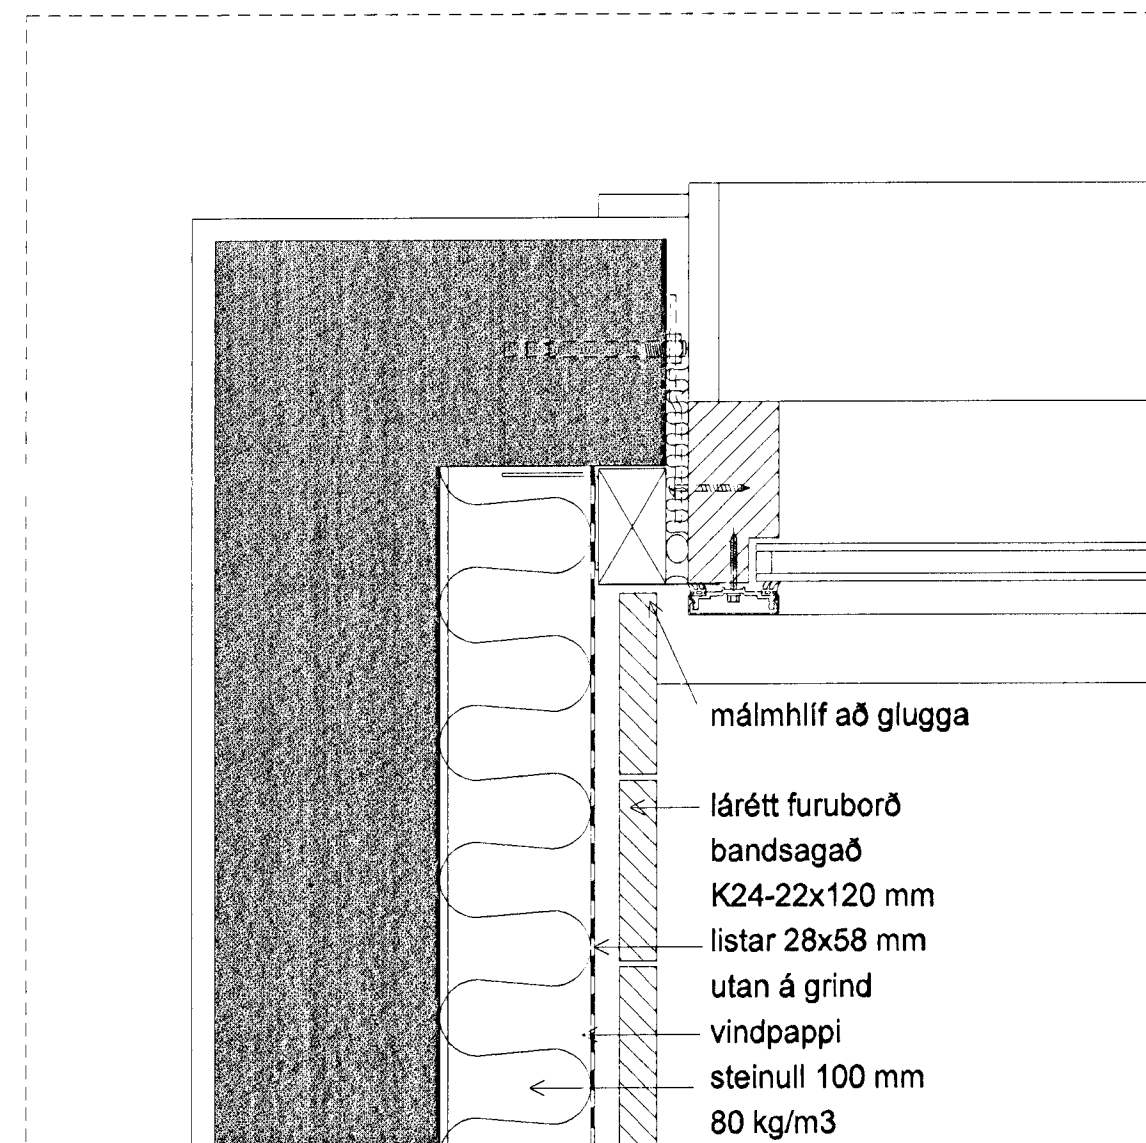 málmhlíf að glugga
lárétt furuborð
bandsagað
K24-22x120 mm
listar 28x58 mm
utan á grind
vindpappi
steinull 100 mm
80 kg/m3